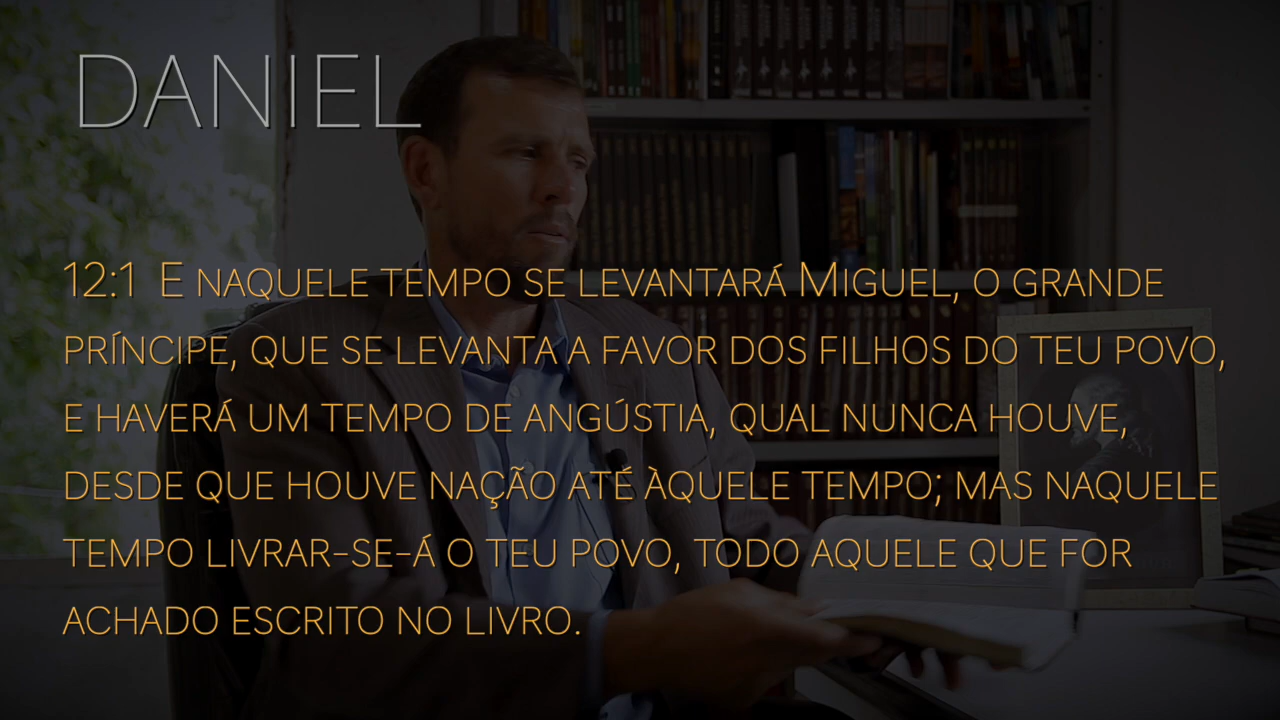 DANIEL
12:1 E NAQUELE TEMPO SE LEVANTARÁ MIGUEL, O GRANDE
PRÍNCIPE, QUE SE LEVANTA A FAVOR DOS FILHOS DO TEU POVO,
E HAVERÁ UM TEMPO DE ANGÚSTIA, QUAL NUNCA HOUVE,
DESDE QUE HOUVE NAÇÃO ATÉ ÀQUELE TEMPO; MAS NAQUELE
TEMPO LIVRAR-SE-Á O TEU POVO, TODO AQUELE QUE FOR
ACHADO ESCRITO NO LIVRO.